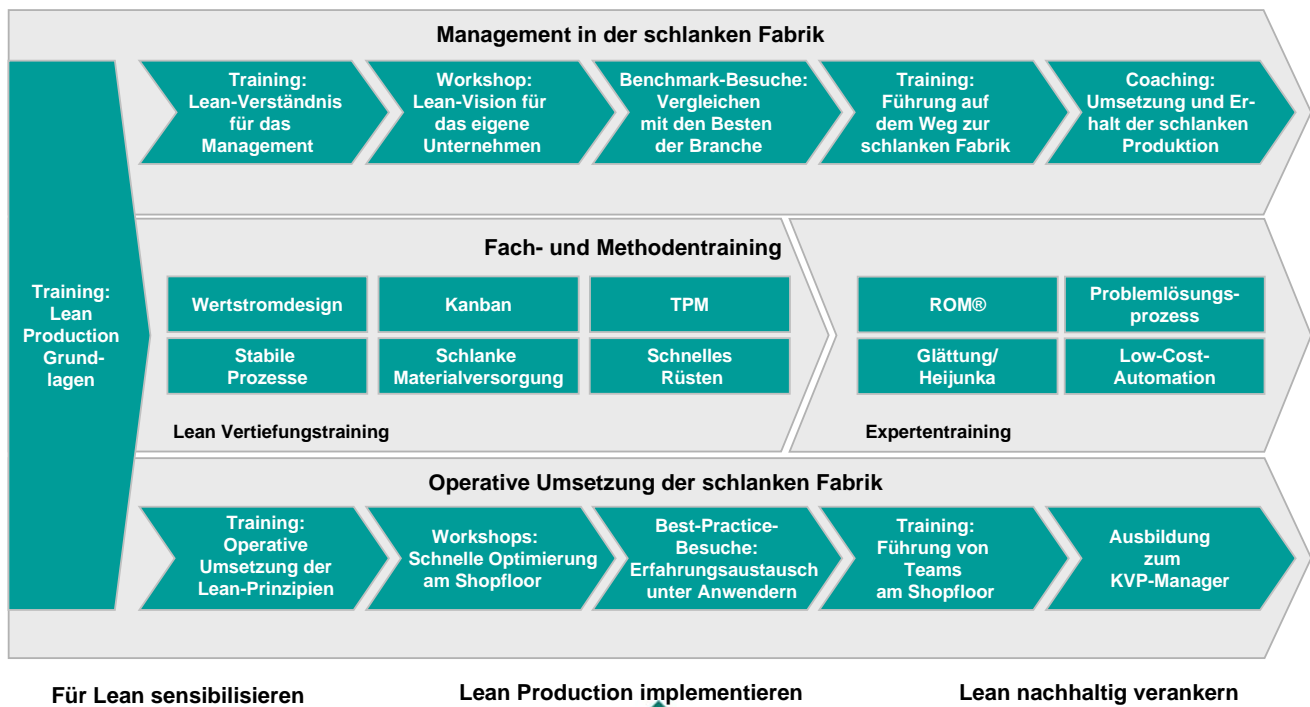 Management in der schlanken Fabrik
Training:
Lean-Verständnis
für das
Management
Workshop:
Lean-Vision für
das eigene
Unternehmen
Benchmark-Besuche:
Vergleichen
mit den Besten
der Branche
Training:
Führung auf
dem Weg zur
schlanken Fabrik
Coaching:
Umsetzung und Er-
halt der schlanken
Produktion
Training:
Lean
Production
Grund-
lagen
Fach- und Methodentraining
Wertstromdesign
Kanban
TPM
Stabile
Prozesse
Schlanke
Materialversorgung
Schnelles
Rüsten
Lean Vertiefungstraining
ROM®
Problemlösungs-
prozess
Glättung/
Heijunka
Low-Cost-
Automation
Expertentraining
Operative Umsetzung der schlanken Fabrik
Training:
Operative
Umsetzung der
Lean-Prinzipien
Workshops:
Schnelle Optimierung
am Shopfloor
Best-Practice-
Besuche:
Erfahrungsaustausch
unter Anwendern
Training:
Führung von
Teams
am Shopfloor
Ausbildung
zum
KVP-Manager
Für Lean sensibilisieren
Lean Production implementieren
Lean nachhaltig verankern